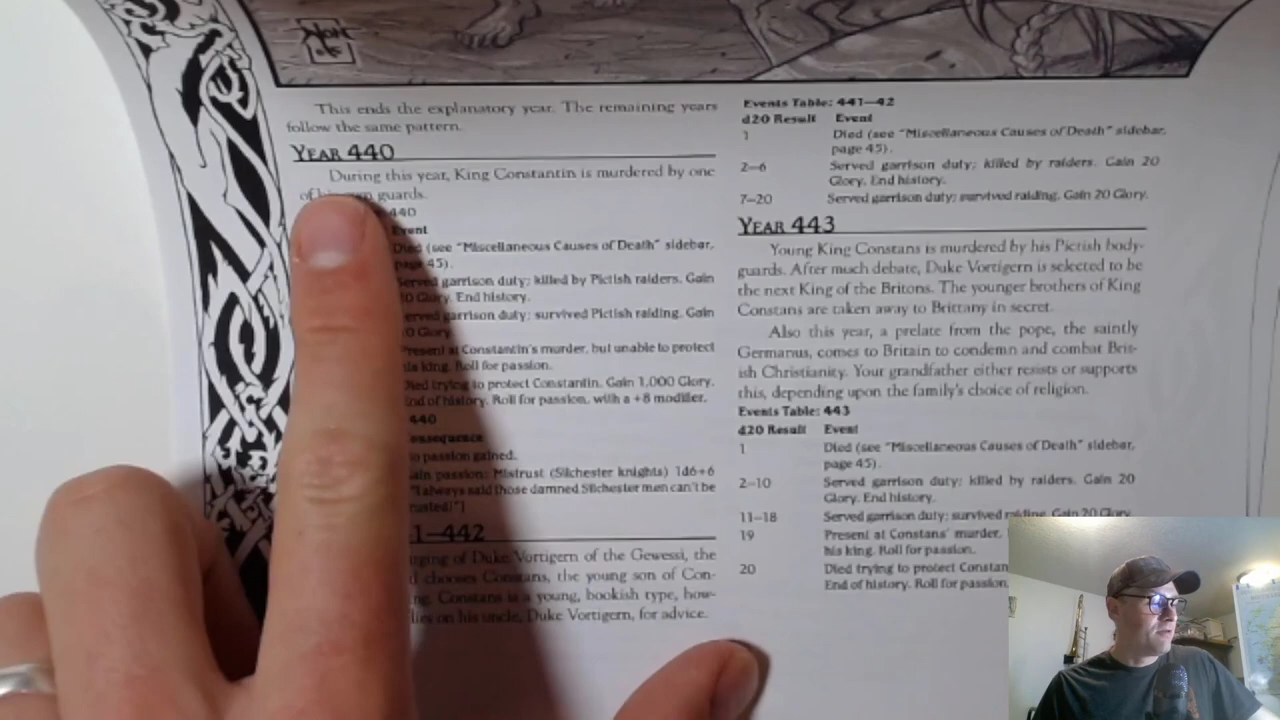 This ends the explanatory year. The remaining years
follow the same pattern.
YEAR 440
During this year, King Constantin is murdered by one
of his own guards.
440
Event
Died (see "Miscellaneous Causes of Death" sidebar,
page 45).
Served garrison duty; killed by Pictish raiders. Gain
Glory. End history.
Served garrison duty; survived Pictish raiding. Gain
Glory.
Present at Constantin's murder, but unable to protect
his king. Roll for passion.
Died trying to protect Constantin. Gain 1,000 Glory.
End of history. Roll for passion, with a +8 modifier.
440
Consequence
No passion gained.
Gain passion: Mistrust (Silchester knights) 1d6+6
"I always said those damned Silchester men can't be
trusted!"]
1–442
urging of Duke Vortigern of the Gewessi, the
chooses Constans, the young son of Con-
Constans is a young, bookish type, how-
relies on his uncle, Duke Vortigern, for advice.
Events Table: 441–42
d20 Result Event
1 Died (see "Miscellaneous Causes of Death" sidebar,
page 45).
2–6 Served garrison duty; killed by raiders. Gain 20
Glory. End history.
7–20 Served garrison duty; survived raiding. Gain 20 Glory.
YEAR 443
Young King Constans is murdered by his Pictish body-
guards. After much debate, Duke Vortigern is selected to be
the next King of the Britons. The younger brothers of King
Constans are taken away to Brittany in secret.
Also this year, a prelate from the pope, the saintly
Germanus, comes to Britain to condemn and combat Brit-
ish Christianity. Your grandfather either resists or supports
this, depending upon the family's choice of religion.
Events Table: 443
d20 Result Event
1 Died (see "Miscellaneous Causes of Death" sidebar,
page 45).
2–10 Served garrison duty; killed by raiders. Gain 20
Glory. End history.
11–18 Served garrison duty; survived raiding. Gain 20 Glory.
19 Present at Constans' murder,
his king. Roll for passion.
20 Died trying to protect Constan
End of history. Roll for passion,